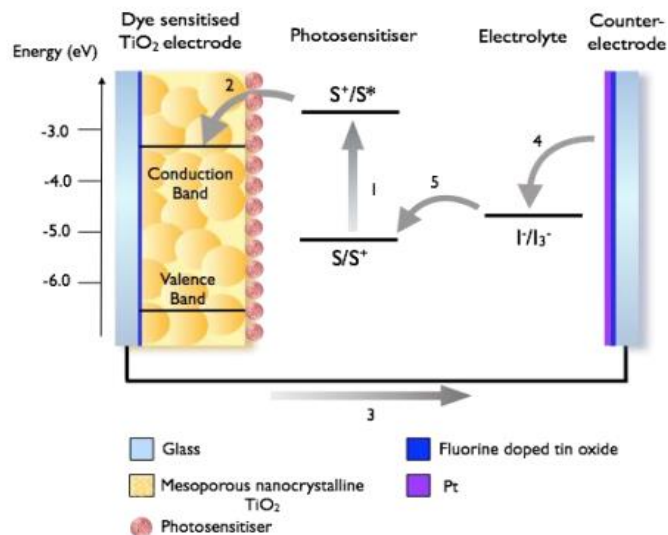 Dye sensitised
TiO₂ electrode
Photosensitiser
Electrolyte
Counter-
electrode
Energy (eV)
-3.0
-4.0
-5.0
-6.0
2
S⁺/S*
Conduction
Band
1
S/S⁺
5
4
I⁻/I₃⁻
Valence
Band
3
Glass
Mesoporous nanocrystalline
TiO₂
Photosensitiser
Fluorine doped tin oxide
Pt